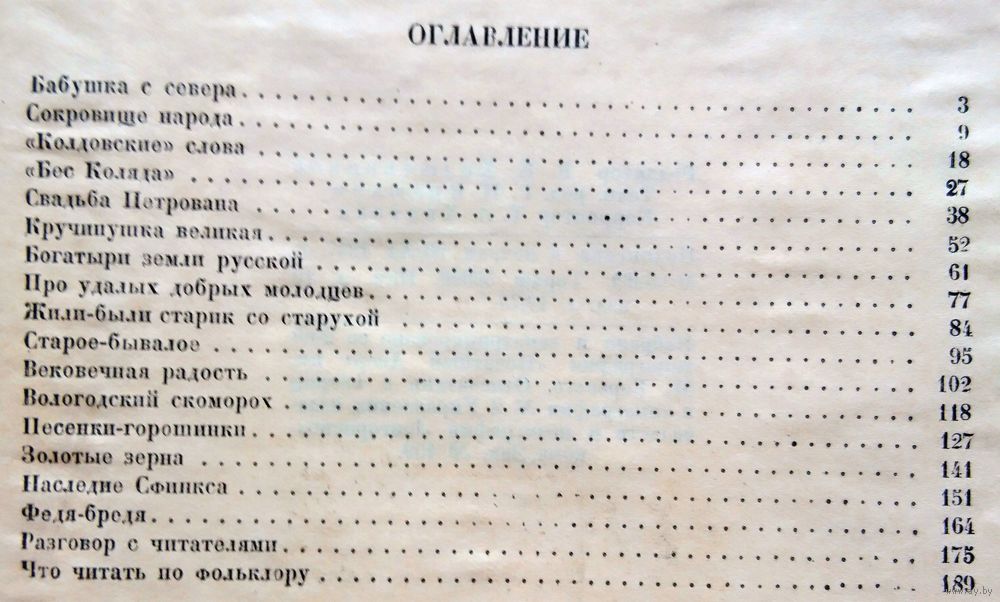 ОГЛАВЛЕНИЕ
Бабушка с севера. . . . . . . . . . . . . . . . . . . . 3
Сокровище народа. . . . . . . . . . . . . . . . . . . . 9
«Колдовские» слова . . . . . . . . . . . . . . . . . . . . 18
«Бес Коляда» . . . . . . . . . . . . . . . . . . . . 27
Свадьба Петрована . . . . . . . . . . . . . . . . . . . . 38
Кручинушка великая. . . . . . . . . . . . . . . . . . . . 52
Богатыри земли русской . . . . . . . . . . . . . . . . . . . . 61
Про удалых добрых молодцев. . . . . . . . . . . . . . . . . . . . 77
Жили-были старик со старухой . . . . . . . . . . . . . . . . . . . . 84
Старое-бывалое . . . . . . . . . . . . . . . . . . . . 95
Вековечная радость . . . . . . . . . . . . . . . . . . . . 102
Вологодский скоморох . . . . . . . . . . . . . . . . . . . . 118
Песенки-горошинки. . . . . . . . . . . . . . . . . . . . 127
Золотые зерна . . . . . . . . . . . . . . . . . . . . 141
Наследие Сфинкса . . . . . . . . . . . . . . . . . . . . 151
Федя-бредя. . . . . . . . . . . . . . . . . . . . 164
Разговор с читателями. . . . . . . . . . . . . . . . . . . . 175
Что читать по фольклору . . . . . . . . . . . . . . . . . . . . 189